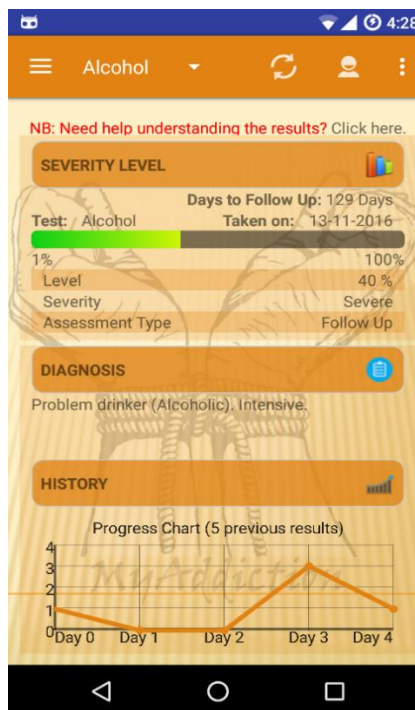 4:28
Alcohol
NB: Need help understanding the results? Click here.
SEVERITY LEVEL
Days to Follow Up: 129 Days
Test: Alcohol Taken on: 13-11-2016
1% 100%
Level 40 %
Severity Severe
Assessment Type Follow Up
DIAGNOSIS
Problem drinker (Alcoholic). Intensive.
HISTORY
Progress Chart (5 previous results)
4
3
2
MyAddiction
1
0
Day 0 Day 1 Day 2 Day 3 Day 4